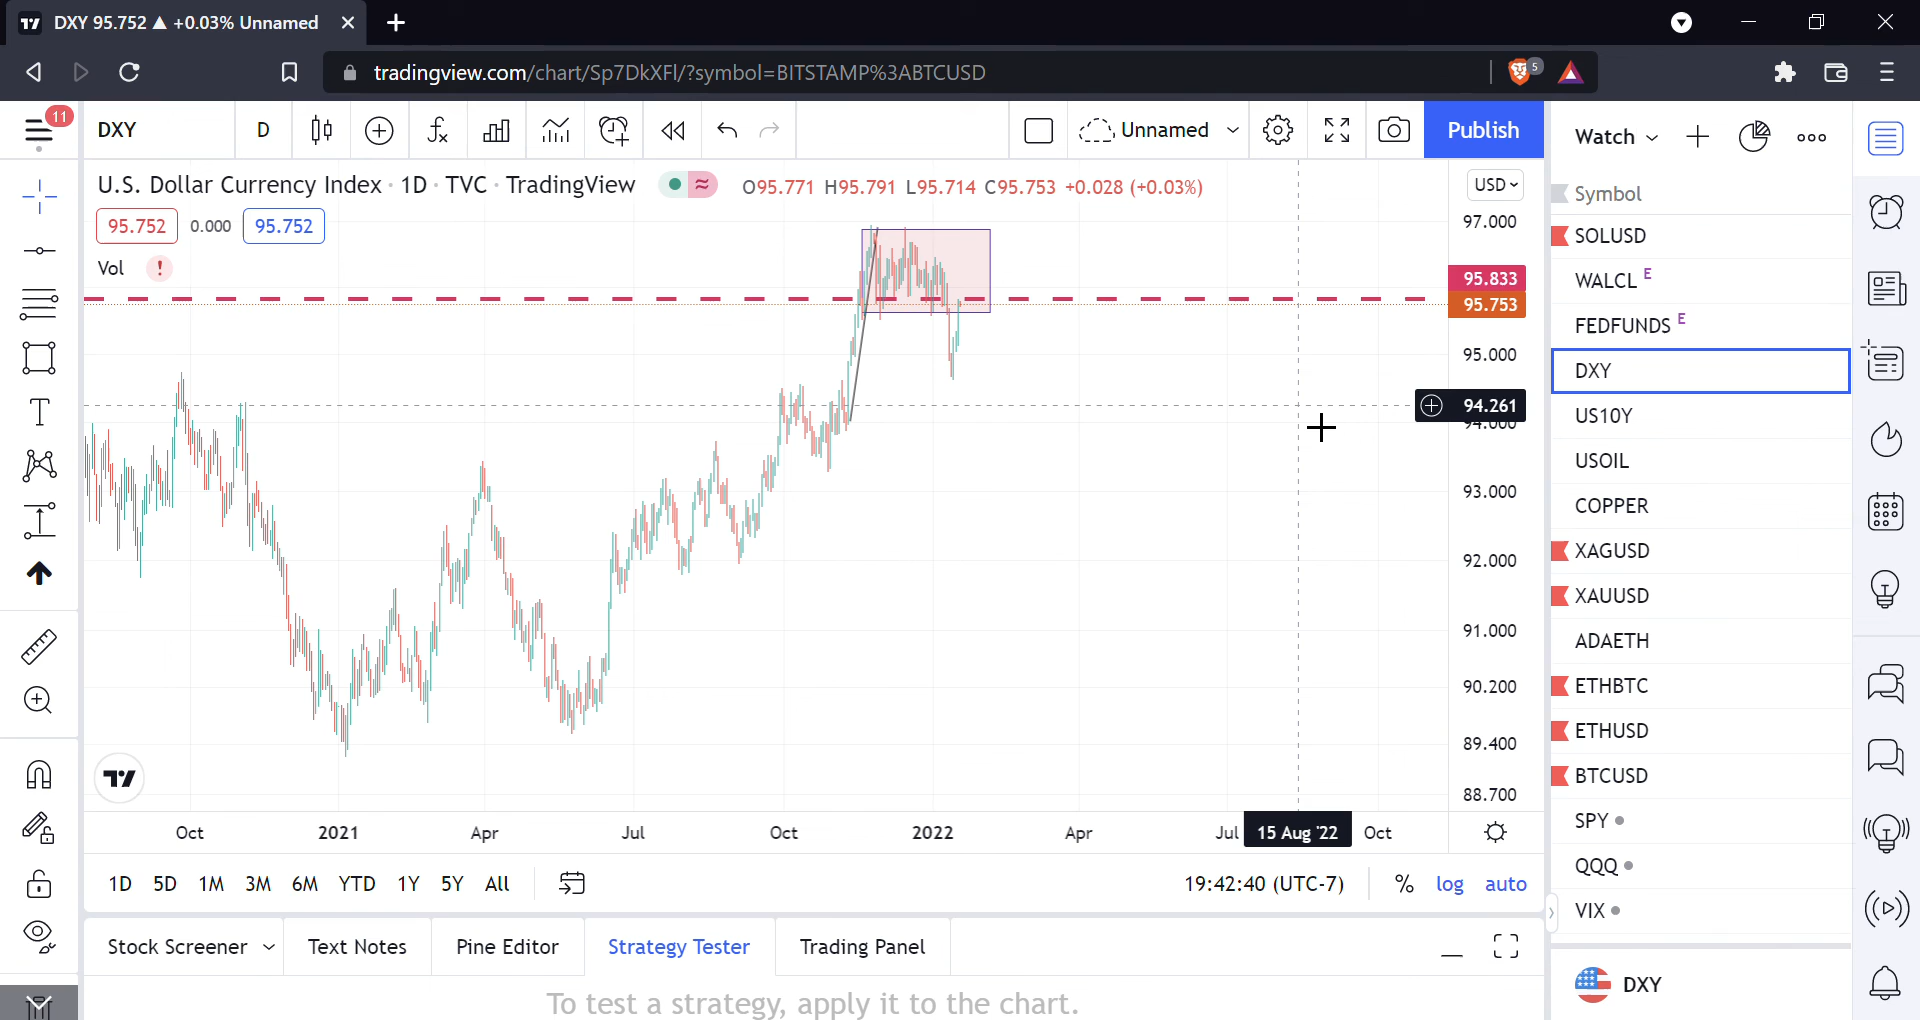 DXY 95.752 ▲ +0.03% Unnamed
tradingview.com/chart/Sp7DkXFl/?symbol=BITSTAMP%3ABTCUSD
5
11
DXY
D
Unnamed
Publish
U.S. Dollar Currency Index · 1D · TVC · TradingView
O95.771 H95.791 L95.714 C95.753 +0.028 (+0.03%)
95.752 0.000 95.752
Vol !
USD
97.000
95.833
95.753
95.000
94.261
94.000
93.000
92.000
91.000
90.200
89.400
88.700
Oct 2021 Apr Jul Oct 2022 Apr Jul 15 Aug '22 Oct
1D 5D 1M 3M 6M YTD 1Y 5Y All
19:42:40 (UTC-7) % log auto
Stock Screener Text Notes Pine Editor Strategy Tester Trading Panel
To test a strategy, apply it to the chart.
Watch
Symbol
SOLUSD
WALCL E
FEDFUNDS E
DXY
US10Y
USOIL
COPPER
XAGUSD
XAUUSD
ADAETH
ETHBTC
ETHUSD
BTCUSD
SPY
QQQ
VIX
DXY